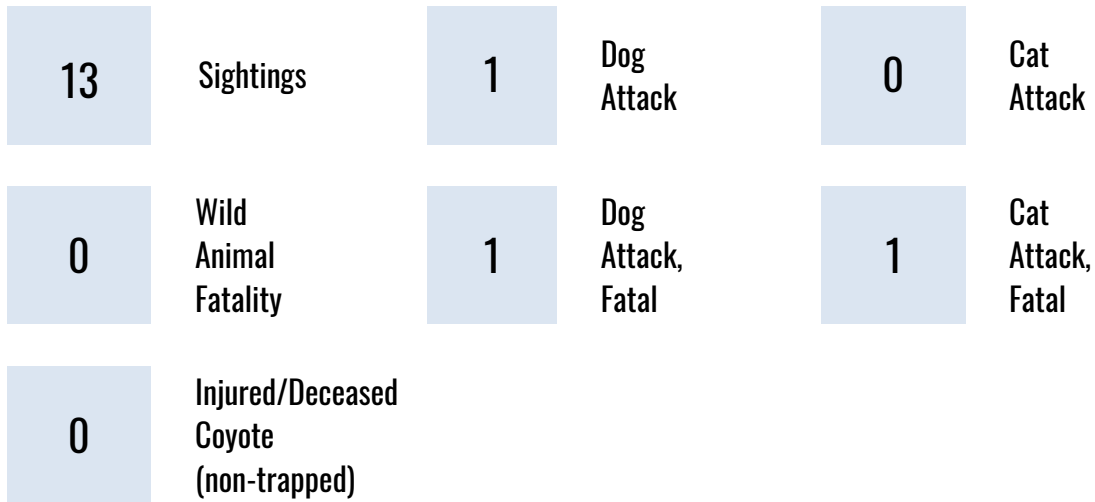 13
Sightings
1
Dog
Attack
0
Cat
Attack
0
Wild
Animal
Fatality
1
Dog
Attack,
Fatal
1
Cat
Attack,
Fatal
0
Injured/Deceased
Coyote
(non-trapped)